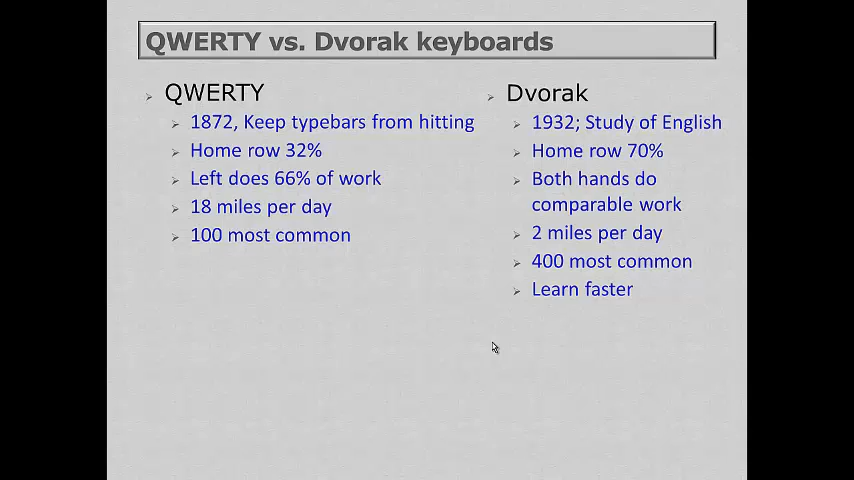 QWERTY vs. Dvorak keyboards
QWERTY
1872, Keep typebars from hitting
Home row 32%
Left does 66% of work
18 miles per day
100 most common
Dvorak
1932; Study of English
Home row 70%
Both hands do
comparable work
2 miles per day
400 most common
Learn faster